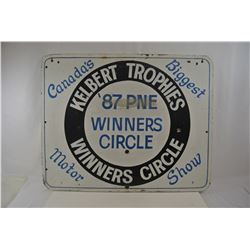 Canada's Biggest
KELBERT TROPHIES
87 PNE
WINNERS
CIRCLE
WINNERS CIRCLE
Motor Show